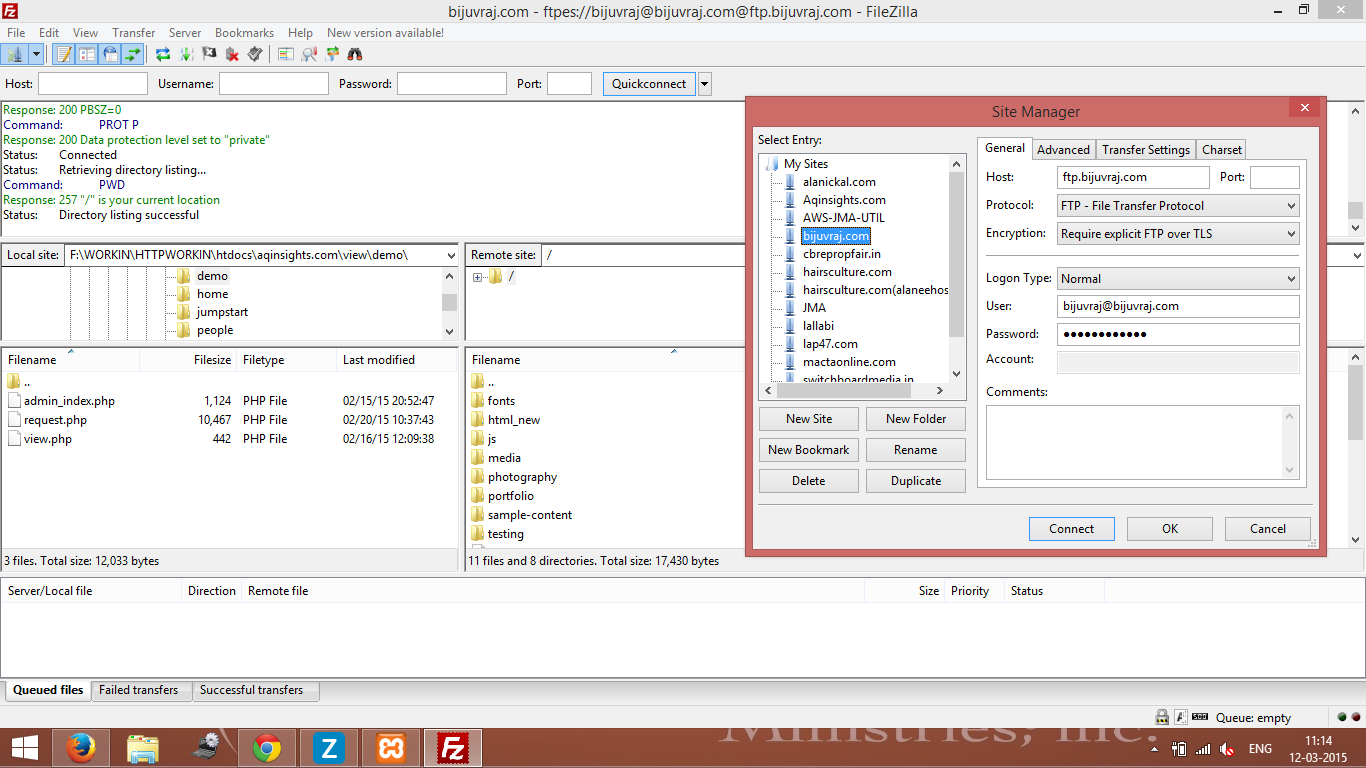 bijuvraj.com - ftpes://bijuvraj@bijuvraj.com@ftp.bijuvraj.com - FileZilla
File Edit View Transfer Server Bookmarks Help New version available!
Host: Username: Password: Port: Quickconnect
Response: 200 PBSZ=0
Command: PROT P
Response: 200 Data protection level set to "private"
Status: Connected
Status: Retrieving directory listing...
Command: PWD
Response: 257 "/" is your current location
Status: Directory listing successful
Local site: F:\WORKIN\HTTPWORKIN\htdocs\aqinsights.com\view\demo\
demo
home
jumpstart
people
Filename Filesize Filetype Last modified
..
admin_index.php 1,124 PHP File 02/15/15 20:52:47
request.php 10,467 PHP File 02/20/15 10:37:43
view.php 442 PHP File 02/16/15 12:09:38
3 files. Total size: 12,033 bytes
Remote site: /
/
Filename
..
fonts
html_new
js
media
photography
portfolio
sample-content
testing
11 files and 8 directories. Total size: 17,430 bytes
Site Manager
Select Entry:
My Sites
alanickal.com
Aqinsights.com
AWS-JMA-UTIL
bijuvraj.com
cbrepropfair.in
hairsculture.com
hairsculture.com(alaneehos
JMA
lallabi
lap47.com
mactaonline.com
switchboardmedia.in
New Site New Folder
New Bookmark Rename
Delete Duplicate
General Advanced Transfer Settings Charset
Host: ftp.bijuvraj.com Port:
Protocol: FTP - File Transfer Protocol
Encryption: Require explicit FTP over TLS
Logon Type: Normal
User: bijuvraj@bijuvraj.com
Password: ●●●●●●●●●●●●
Account:
Comments:
Connect OK Cancel
Server/Local file Direction Remote file Size Priority Status
Queued files Failed transfers Successful transfers
Queue: empty
Ministries, Inc.
ENG
11:14
12-03-2015